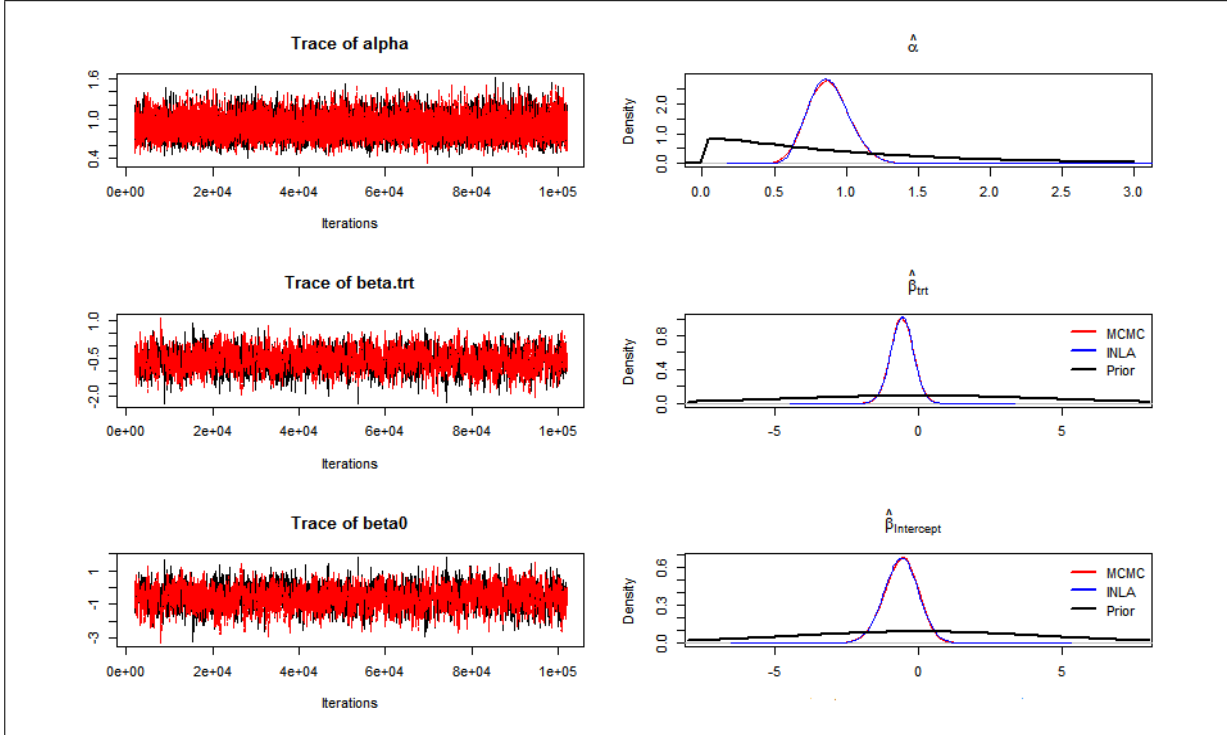 Trace of alpha
0.4 1.0 1.6
0e+00 2e+04 4e+04 6e+04 8e+04 1e+05
Iterations
^
α
Density
0.0 1.0 2.0
0.0 0.5 1.0 1.5 2.0 2.5 3.0
Trace of beta.trt
-2.0 -0.5 1.0
0e+00 2e+04 4e+04 6e+04 8e+04 1e+05
Iterations
^
βtrt
Density
0.0 0.4 0.8
MCMC
INLA
Prior
-5 0 5
Trace of beta0
-3 -1 1
0e+00 2e+04 4e+04 6e+04 8e+04 1e+05
Iterations
^
βIntercept
Density
0.0 0.3 0.6
MCMC
INLA
Prior
-5 0 5